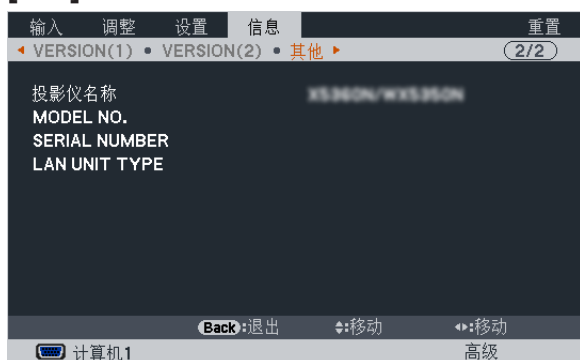 输入 调整 设置 信息 重置
VERSION(1) • VERSION(2) • 其他 2/2
投影仪名称
MODEL NO.
SERIAL NUMBER
LAN UNIT TYPE
Back:退出 :移动 :移动
计算机1 高级